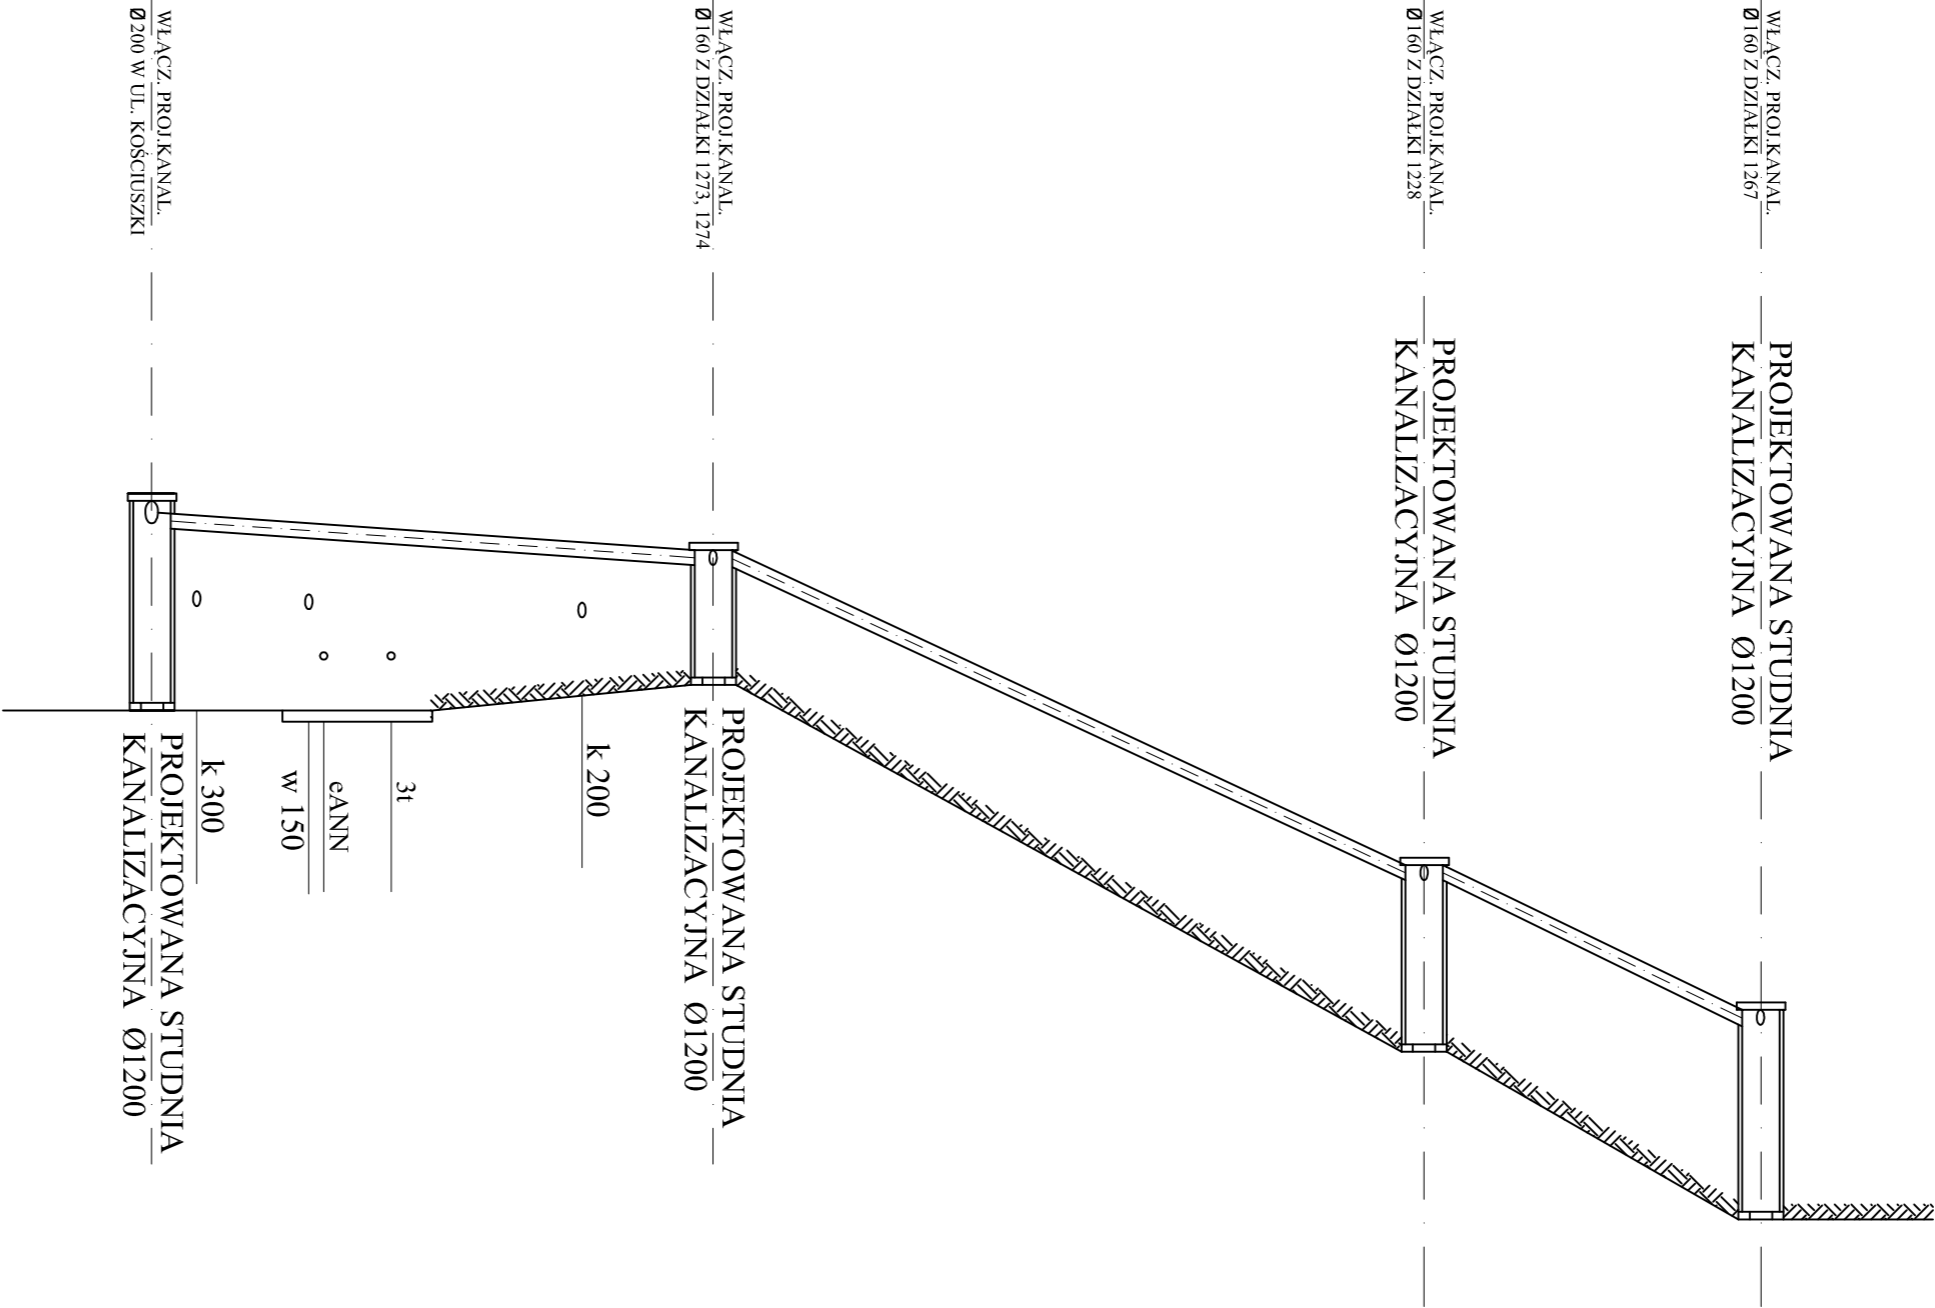 WŁĄCZ. PROJ.KANAL.
Ø200 W UL. KOŚCIUSZKI
WŁĄCZ. PROJ.KANAL.
Ø160 Z DZIAŁKI 1273, 1274
WŁĄCZ. PROJ.KANAL.
Ø160 Z DZIAŁKI 1228
WŁĄCZ. PROJ.KANAL.
Ø160 Z DZIAŁKI 1267
PROJEKTOWANA STUDNIA
KANALIZACYJNA Ø1200
PROJEKTOWANA STUDNIA
KANALIZACYJNA Ø1200
PROJEKTOWANA STUDNIA
KANALIZACYJNA Ø1200
k 300
w 150
eANN
3t
k 200
PROJEKTOWANA STUDNIA
KANALIZACYJNA Ø1200